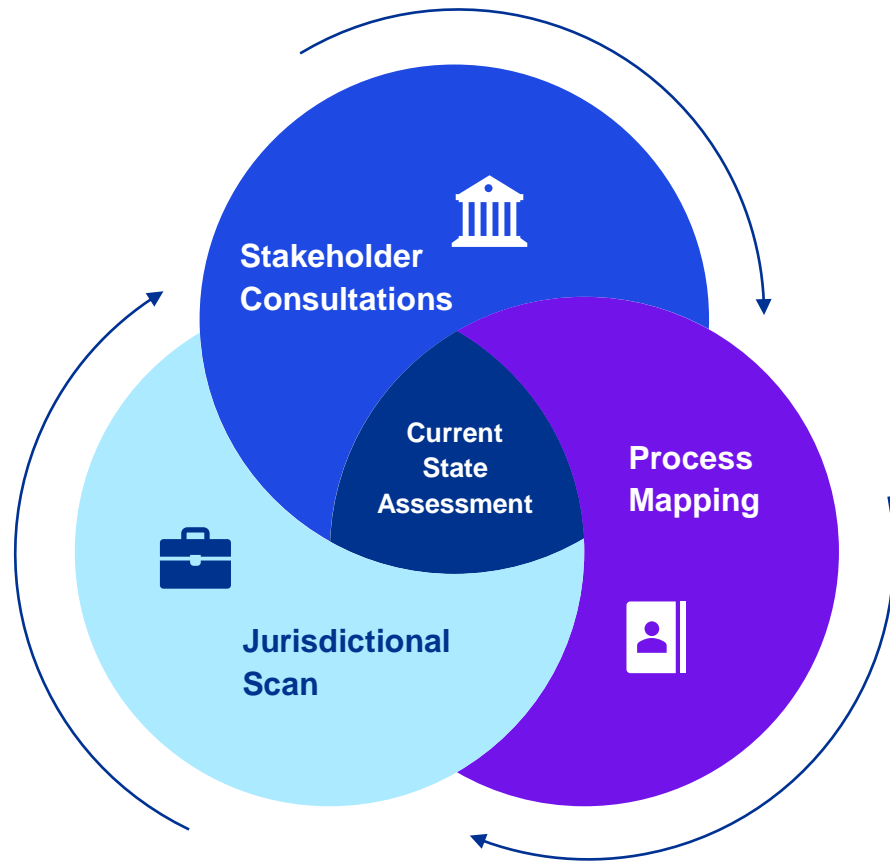 Stakeholder
Consultations
Current
State
Assessment
Process
Mapping
Jurisdictional
Scan